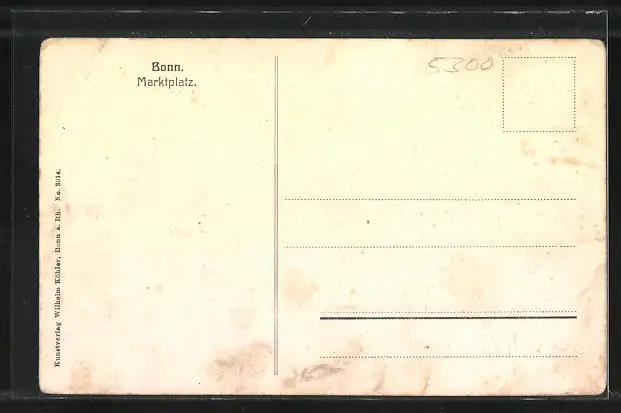 Bonn.
Marktplatz.
5300
Kunstverlag Wilhelm Köhler, Bonn a. Rh. No. 3014.